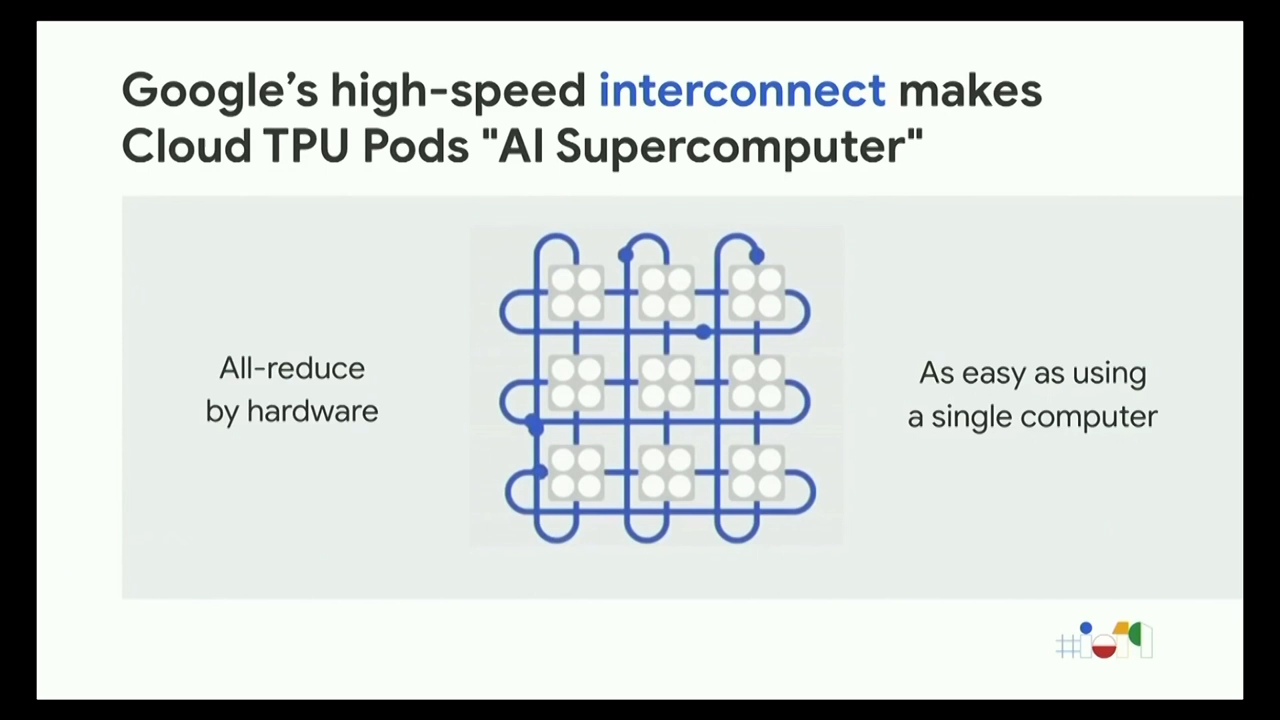 Google’s high-speed interconnect makes
Cloud TPU Pods "AI Supercomputer"
All-reduce
by hardware
As easy as using
a single computer
#io19